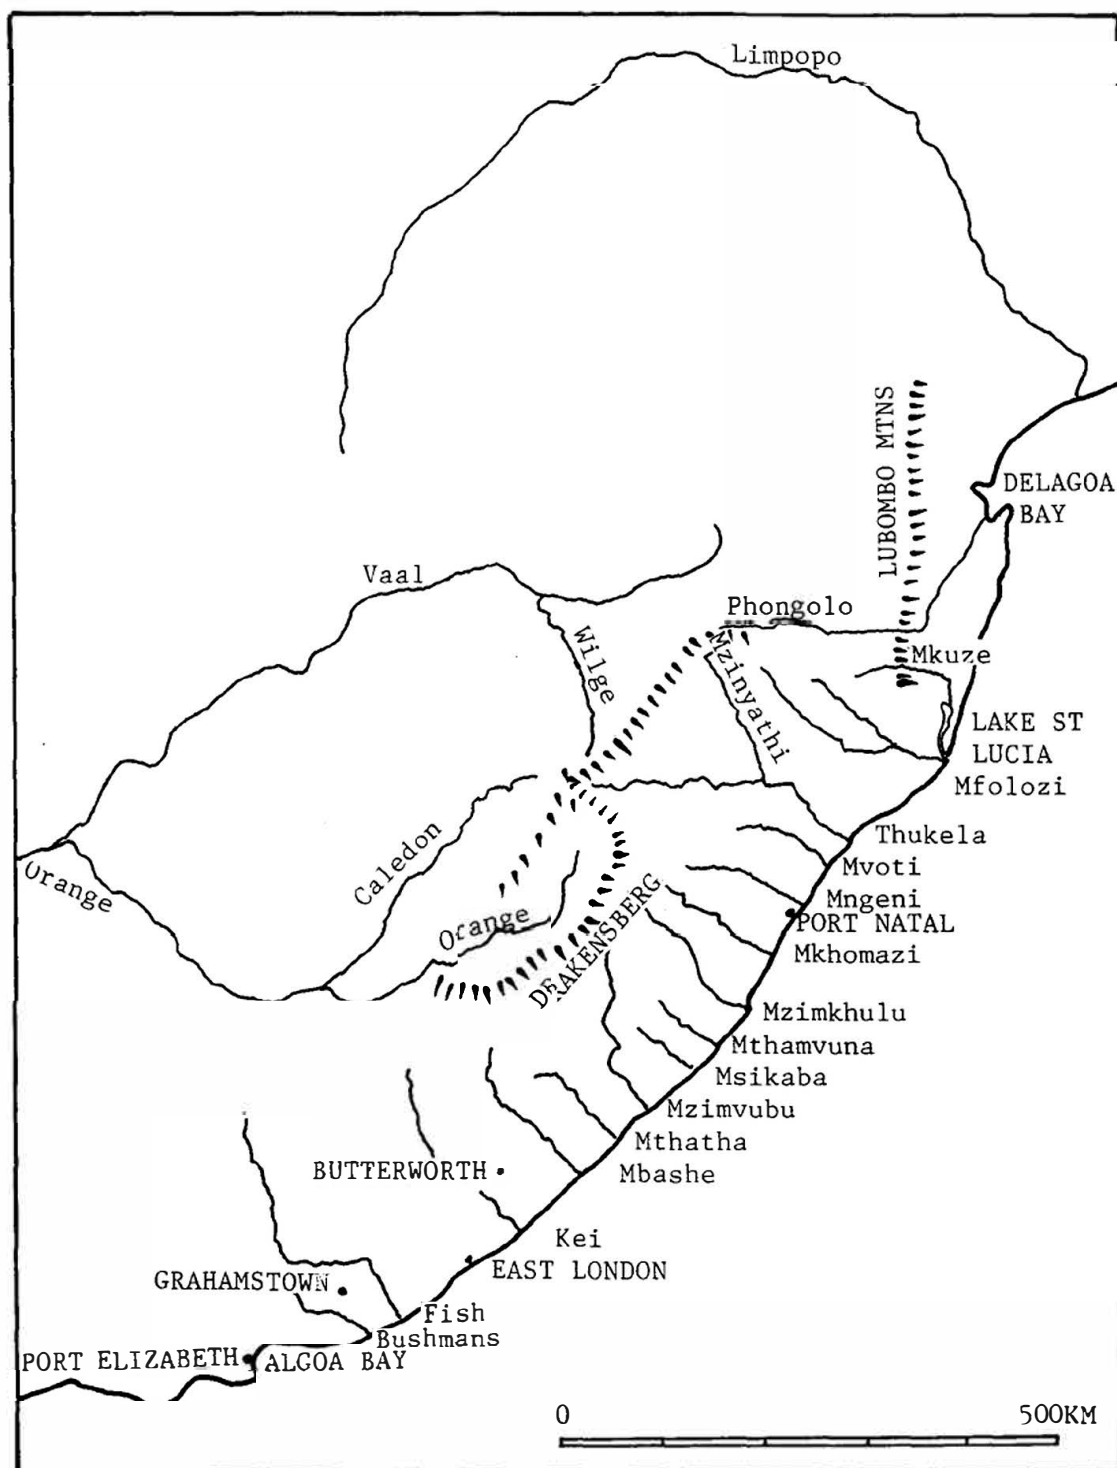 Limpopo
LUBOMBO MTNS
DELAGOA
BAY
Vaal
Phongolo
Wilge
Mzinyathi
Mkuze
LAKE ST
LUCIA
Mfolozi
Caledon
Thukela
Orange
Mvoti
Mngeni
Orange
PORT NATAL
DRAKENSBERG
Mkhomazi
Mzimkhulu
Mthamvuna
Msikaba
Mzimvubu
Mthatha
BUTTERWORTH
Mbashe
Kei
EAST LONDON
GRAHAMSTOWN
Fish
Bushmans
PORT ELIZABETH
ALGOA BAY
0 500KM